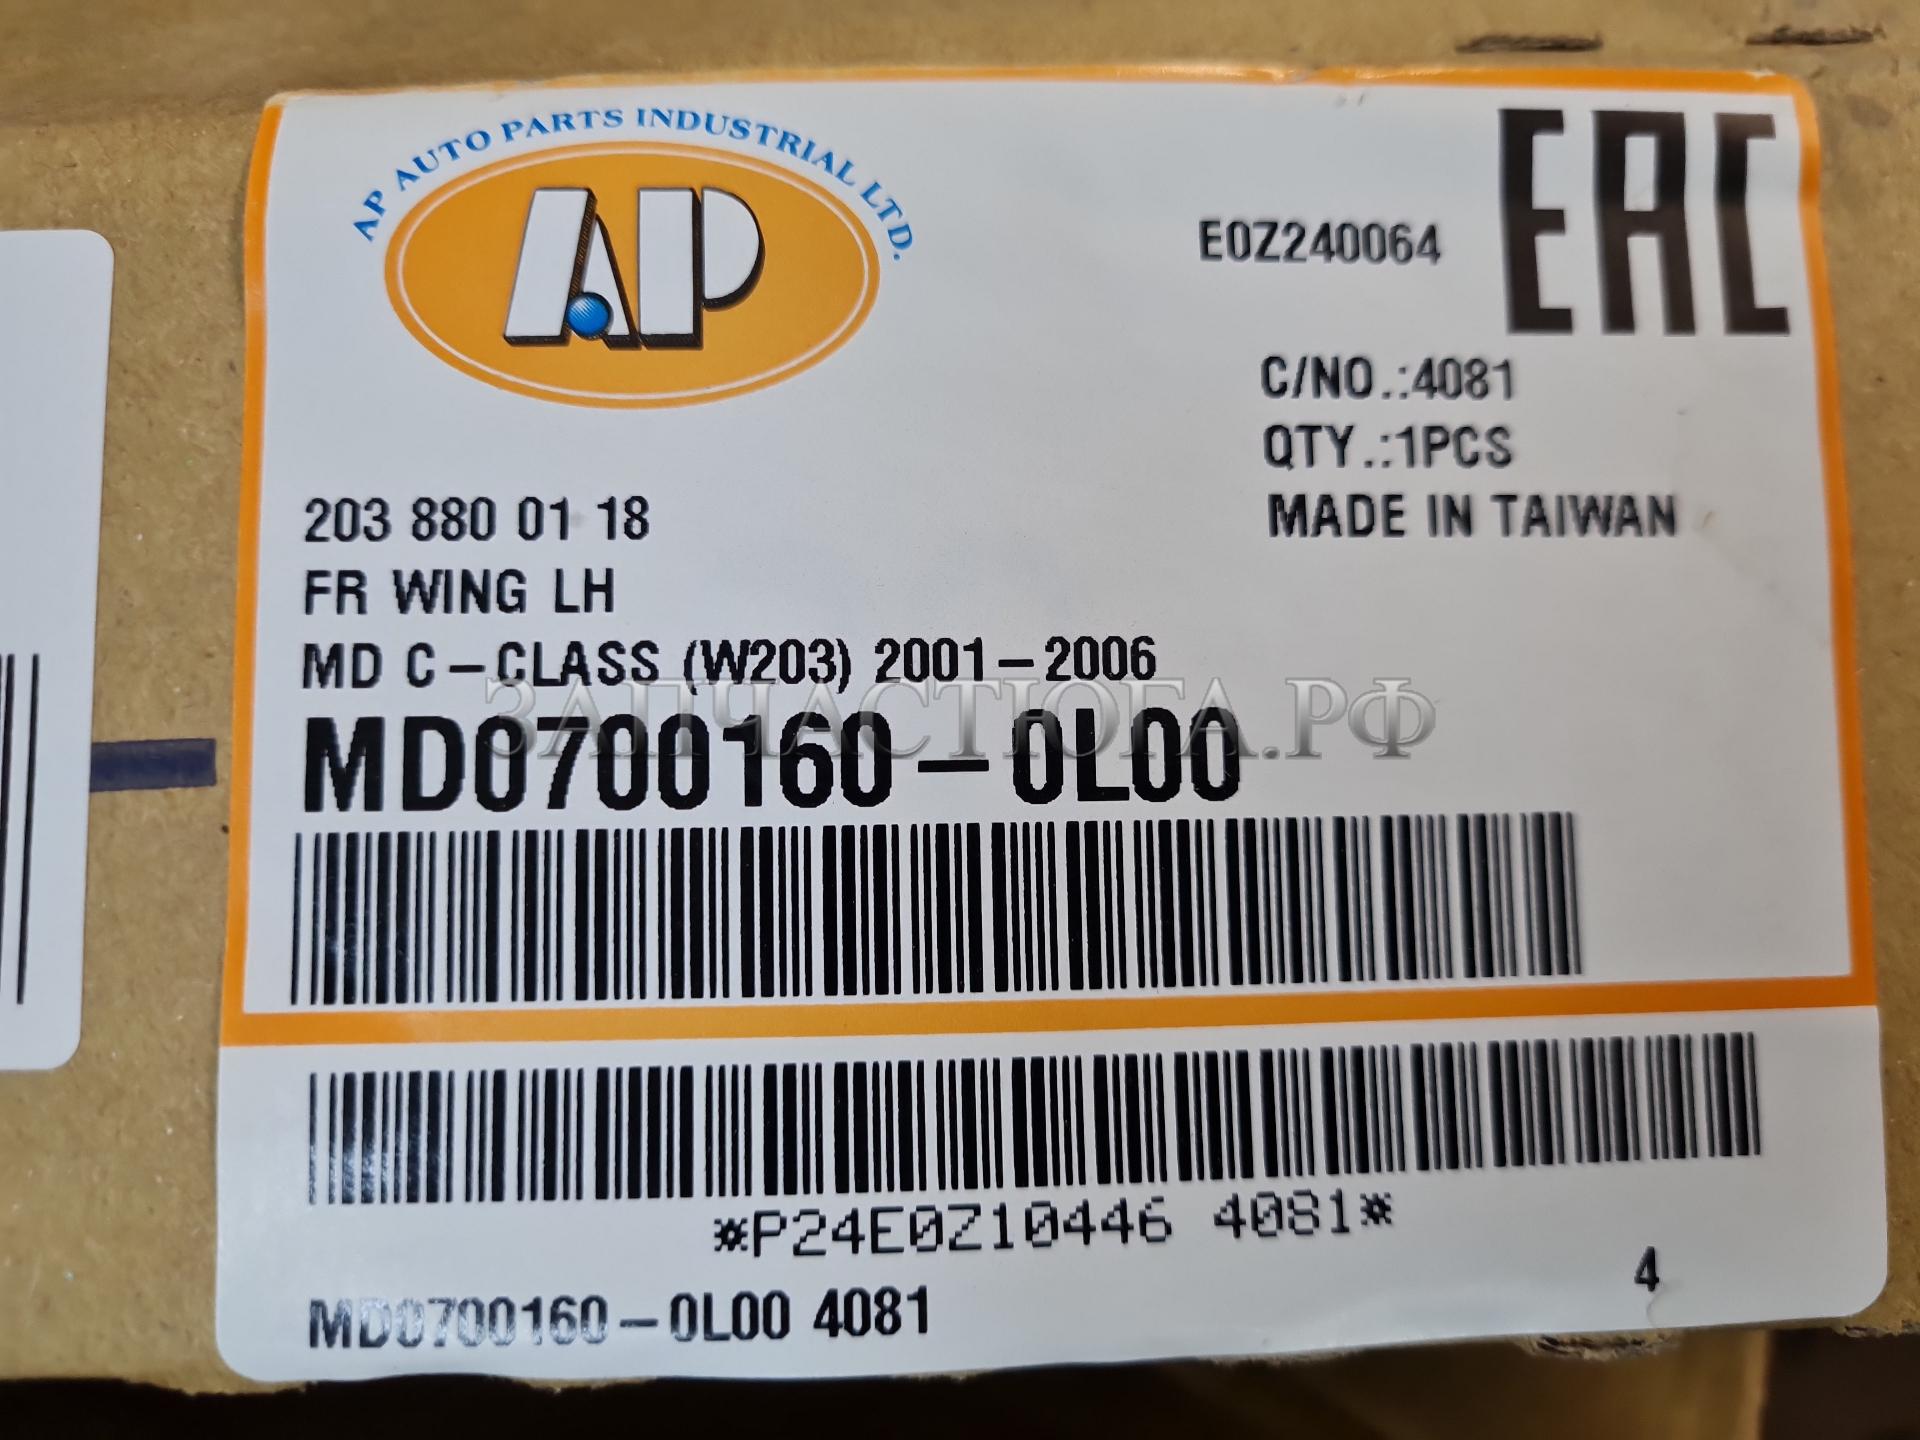 AP AUTO PARTS INDUSTRIAL LTD.
AP
E0Z240064
EAC
C/NO.:4081
QTY.:1PCS
MADE IN TAIWAN
203 880 01 18
FR WING LH
MD C-CLASS (W203) 2001-2006
ЗАПЧАСТЮГА.РФ
MD0700160-0L00
*P24E0Z10446 4081*
4
MD0700160-0L00 4081